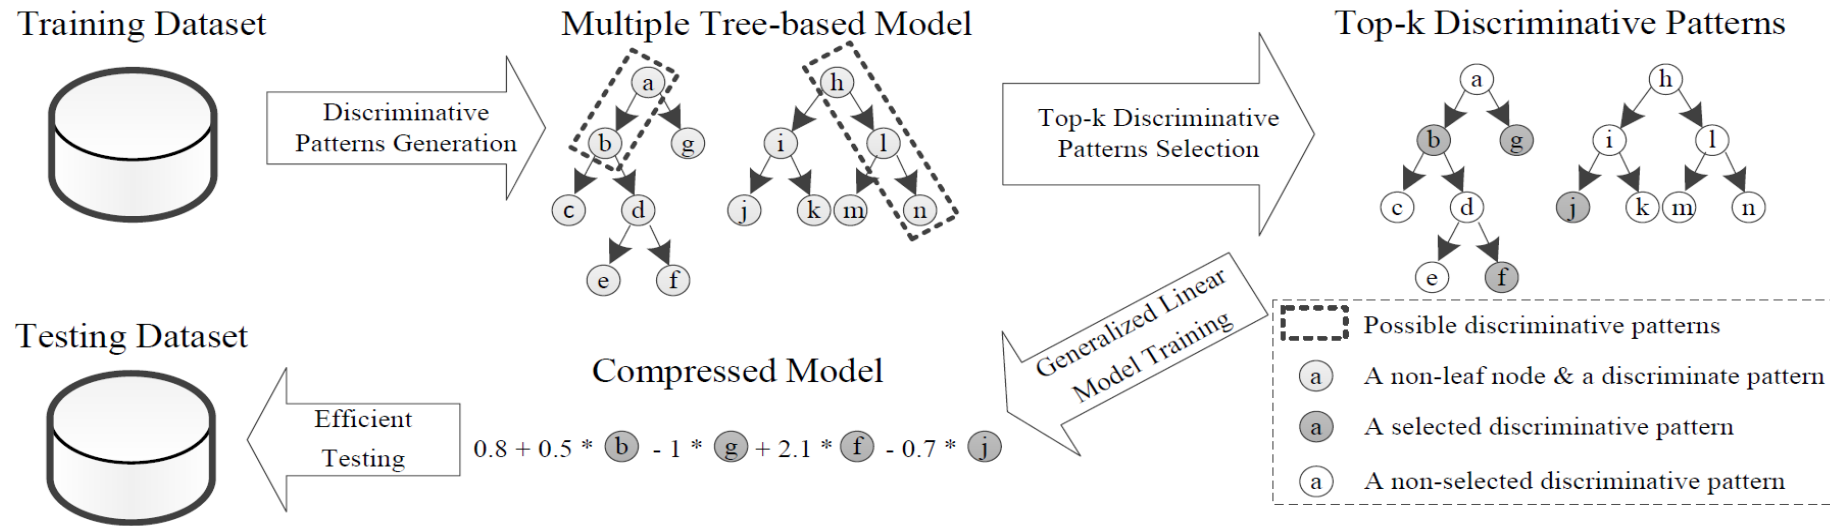 Training Dataset
Multiple Tree-based Model
Top-k Discriminative Patterns
Discriminative
Patterns Generation
a
b
g
c
d
e
f
h
i
l
j
k
m
n
Top-k Discriminative
Patterns Selection
a
b
g
c
d
e
f
h
i
l
j
k
m
n
Generalized Linear
Model Training
Possible discriminative patterns
a A non-leaf node & a discriminate pattern
a A selected discriminative pattern
a A non-selected discriminative pattern
Compressed Model
0.8 + 0.5 * b - 1 * g + 2.1 * f - 0.7 * j
Efficient
Testing
Testing Dataset